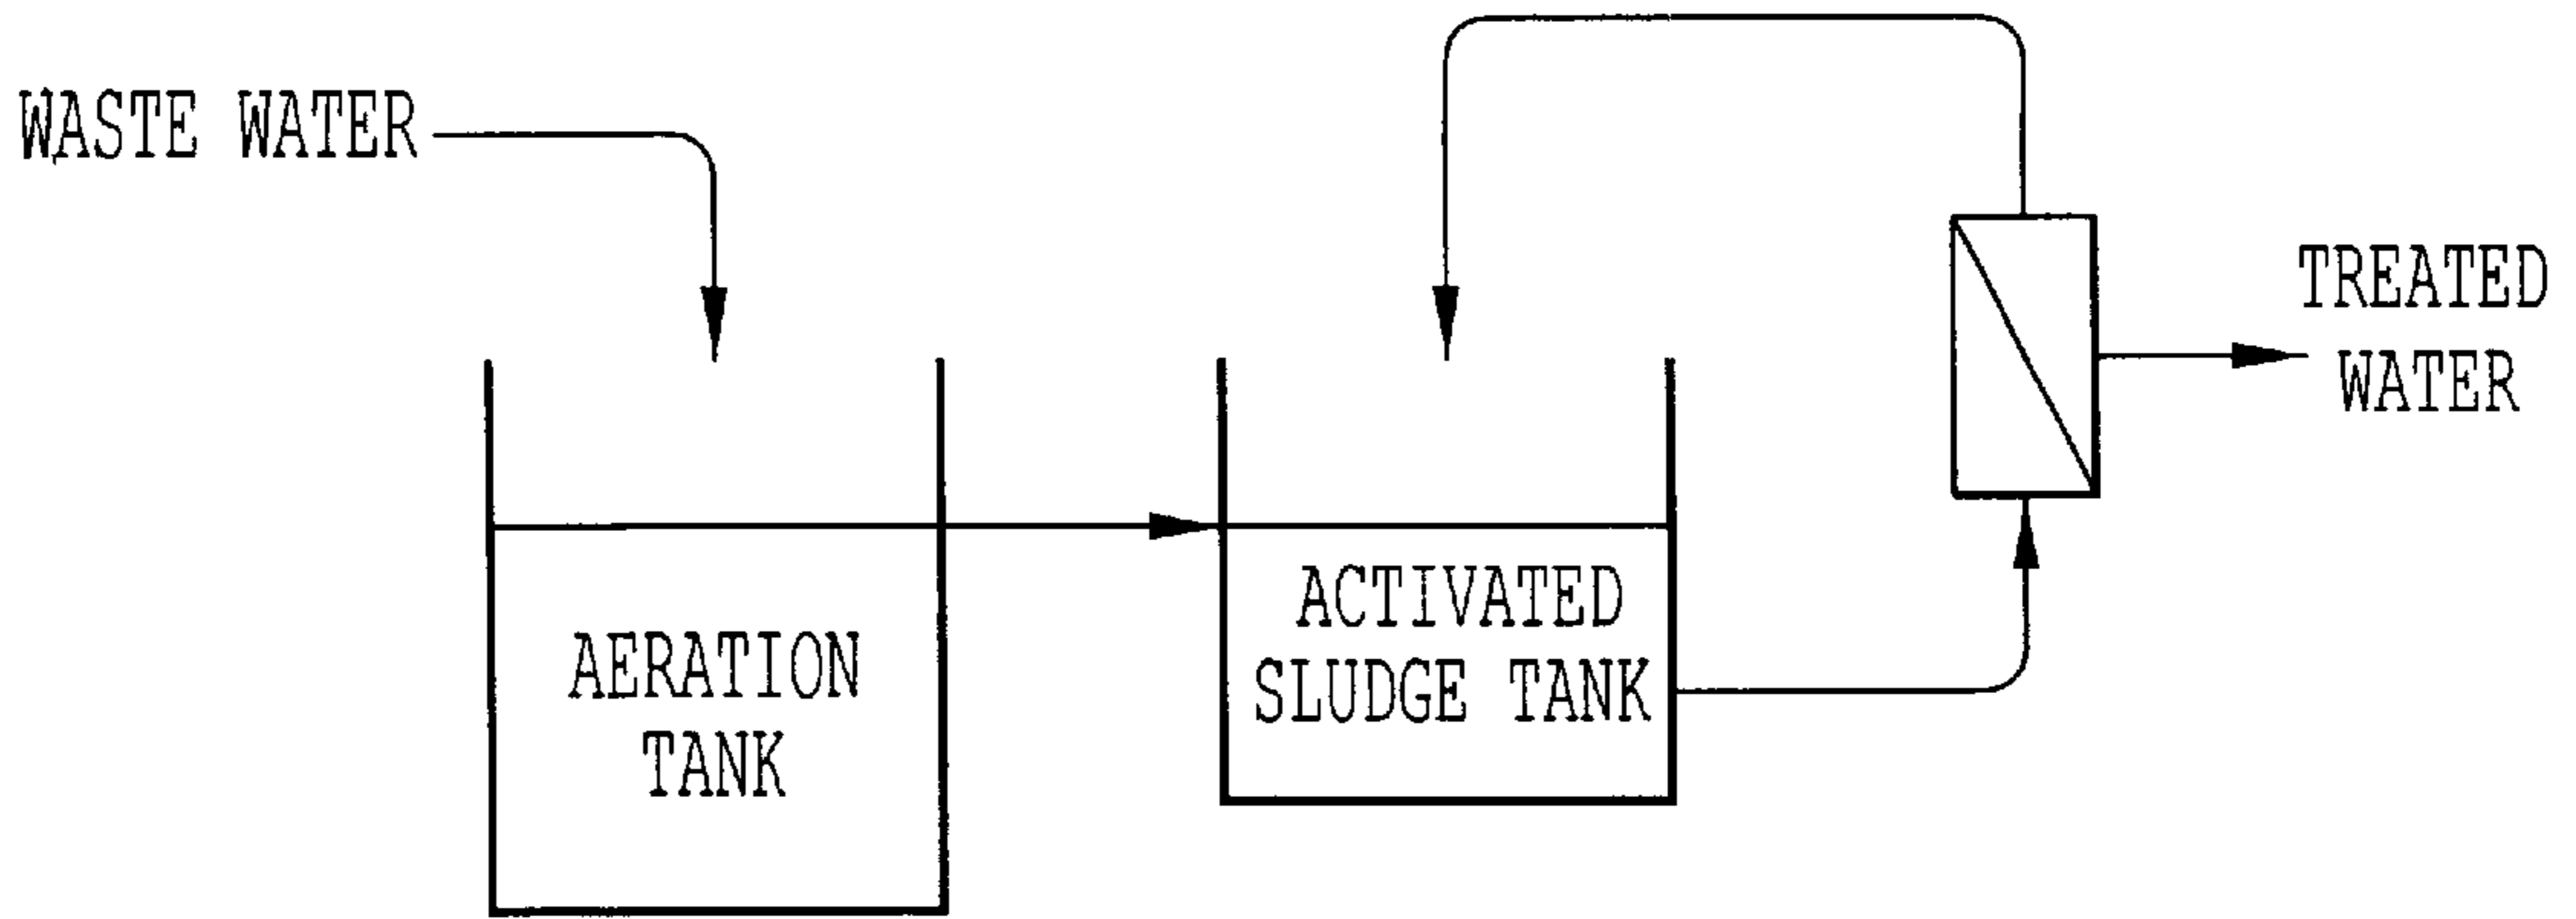 WASTE WATER
TREATED
WATER
ACTIVATED
SLUDGE TANK
AERATION
TANK